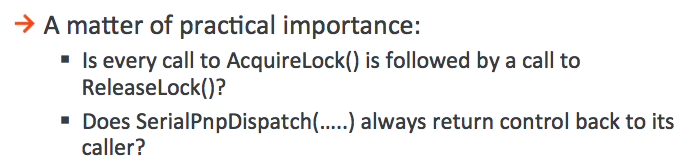 → A matter of practical importance:
▪ Is every call to AcquireLock() is followed by a call to
ReleaseLock()?
▪ Does SerialPnpDispatch(.....) always return control back to its
caller?